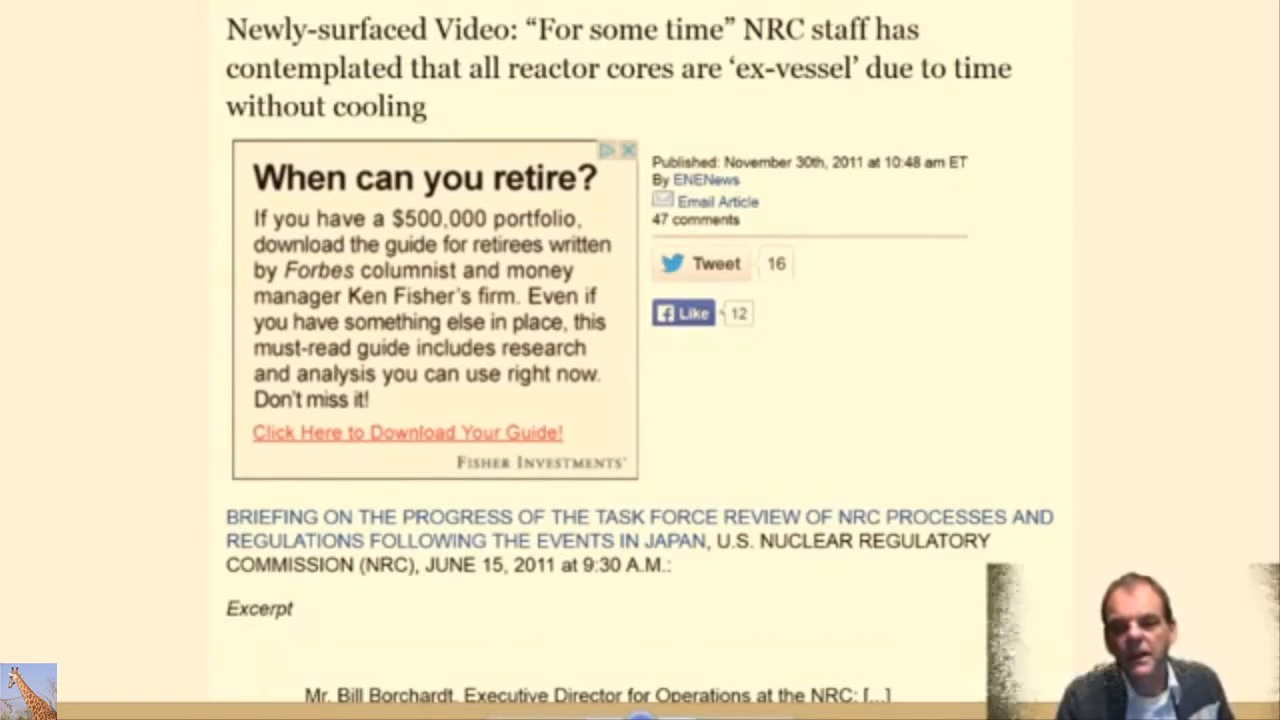 Newly-surfaced Video: “For some time” NRC staff has
contemplated that all reactor cores are ‘ex-vessel’ due to time
without cooling
When can you retire?
If you have a $500,000 portfolio,
download the guide for retirees written
by Forbes columnist and money
manager Ken Fisher’s firm. Even if
you have something else in place, this
must-read guide includes research
and analysis you can use right now.
Don’t miss it!
Click Here to Download Your Guide!
FISHER INVESTMENTS
Published: November 30th, 2011 at 10:48 am ET
By ENENews
Email Article
47 comments
Tweet 16
Like 12
BRIEFING ON THE PROGRESS OF THE TASK FORCE REVIEW OF NRC PROCESSES AND
REGULATIONS FOLLOWING THE EVENTS IN JAPAN, U.S. NUCLEAR REGULATORY
COMMISSION (NRC), JUNE 15, 2011 at 9:30 A.M.:
Excerpt
Mr. Bill Borchardt, Executive Director for Operations at the NRC: [...]